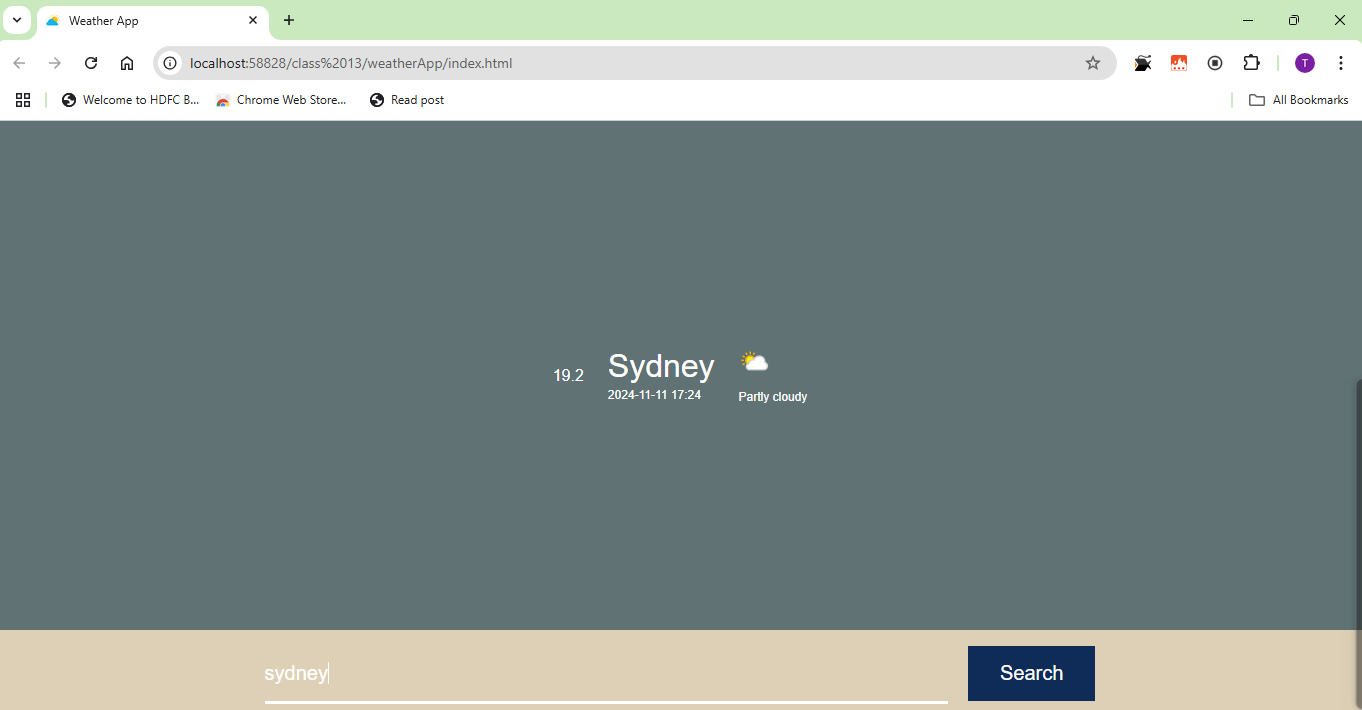 Weather App
localhost:58828/class%2013/weatherApp/index.html
T
Welcome to HDFC B... Chrome Web Store... Read post All Bookmarks
19.2 Sydney
2024-11-11 17:24 Partly cloudy
sydney Search